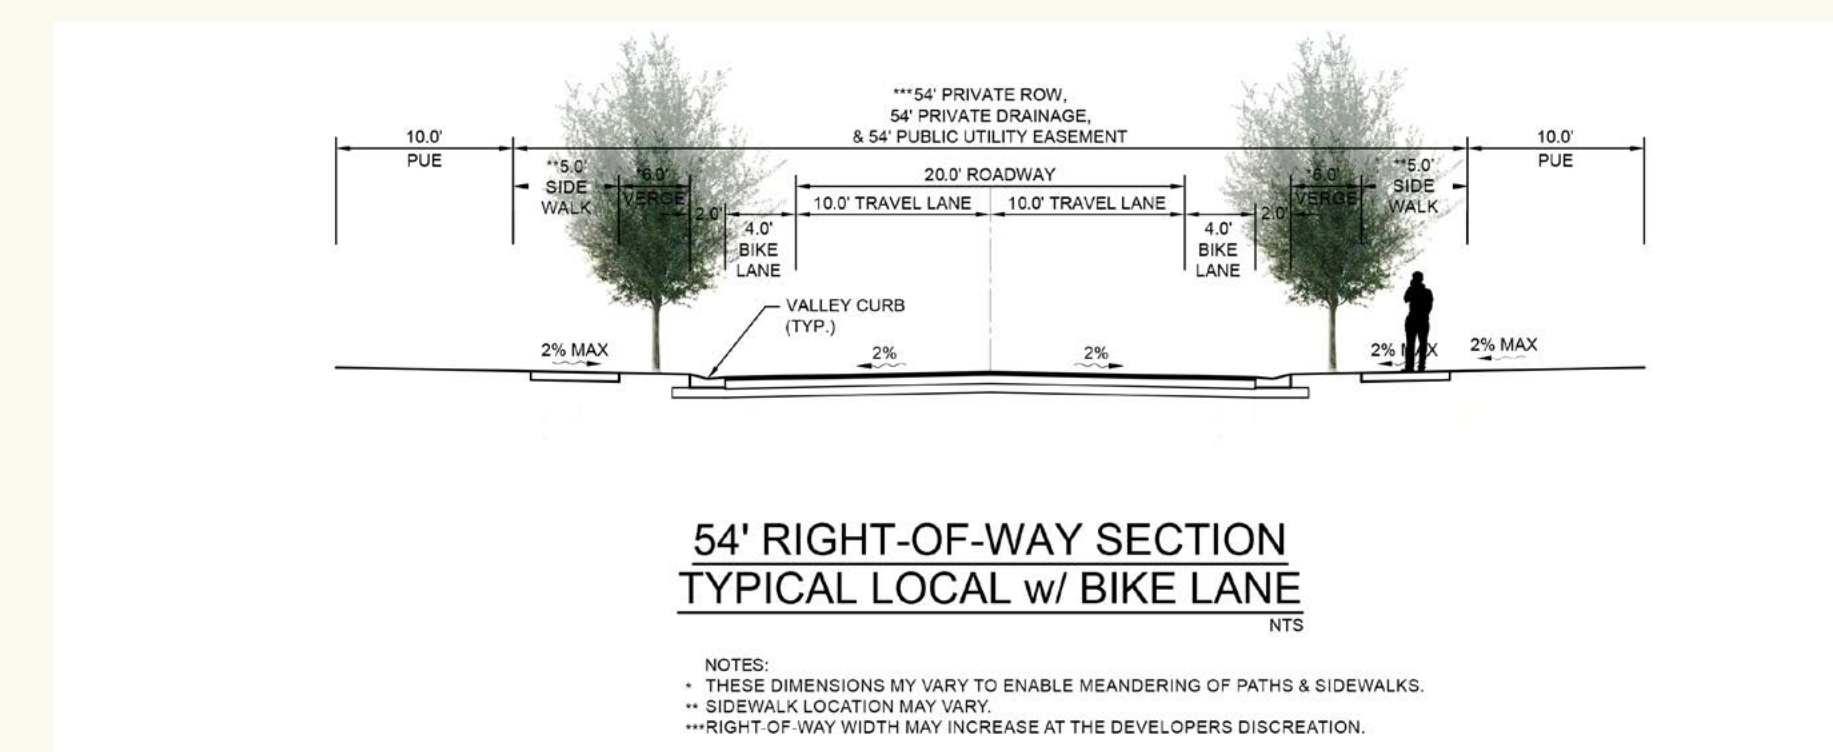 ***54' PRIVATE ROW,
54' PRIVATE DRAINAGE,
& 54' PUBLIC UTILITY EASEMENT
10.0'
PUE
10.0'
PUE
**5.0'
SIDE
WALK
*6.0'
VERGE
2.0'
4.0'
BIKE
LANE
20.0' ROADWAY
10.0' TRAVEL LANE
10.0' TRAVEL LANE
4.0'
BIKE
LANE
2.0'
*6.0'
VERGE
**5.0'
SIDE
WALK
VALLEY CURB
(TYP.)
2% MAX
2%
2%
2% MAX
2% MAX
54' RIGHT-OF-WAY SECTION
TYPICAL LOCAL w/ BIKE LANE
NTS
NOTES:
* THESE DIMENSIONS MY VARY TO ENABLE MEANDERING OF PATHS & SIDEWALKS.
** SIDEWALK LOCATION MAY VARY.
***RIGHT-OF-WAY WIDTH MAY INCREASE AT THE DEVELOPERS DISCREATION.